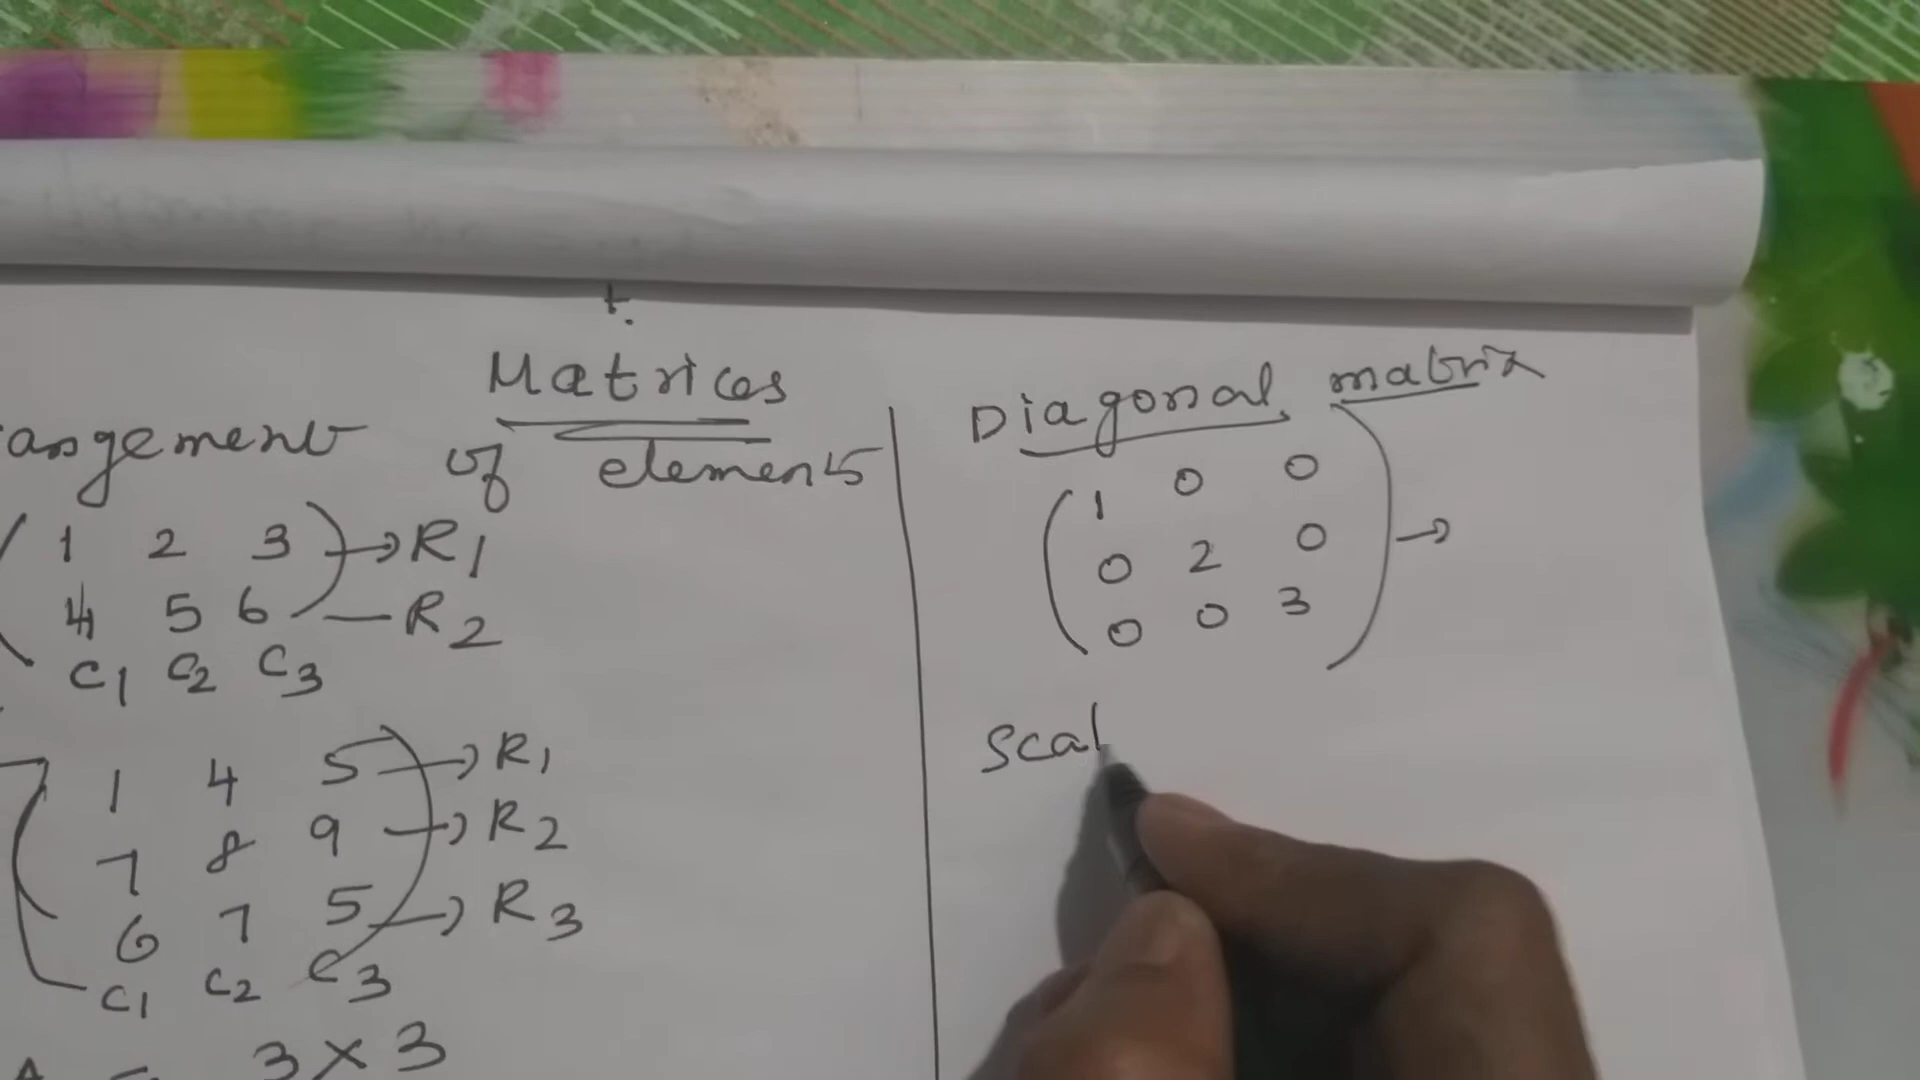 Matrices
angement of elements
( 1 2 3 ) → R1
4 5 6 — R2
C1 C2 C3
( 1 4 5 ) → R1
7 8 9 → R2
6 7 5 → R3
C1 C2 C3
= 3 × 3
Diagonal matrix
( 1 0 0
0 2 0 ) →
0 0 3
Scal